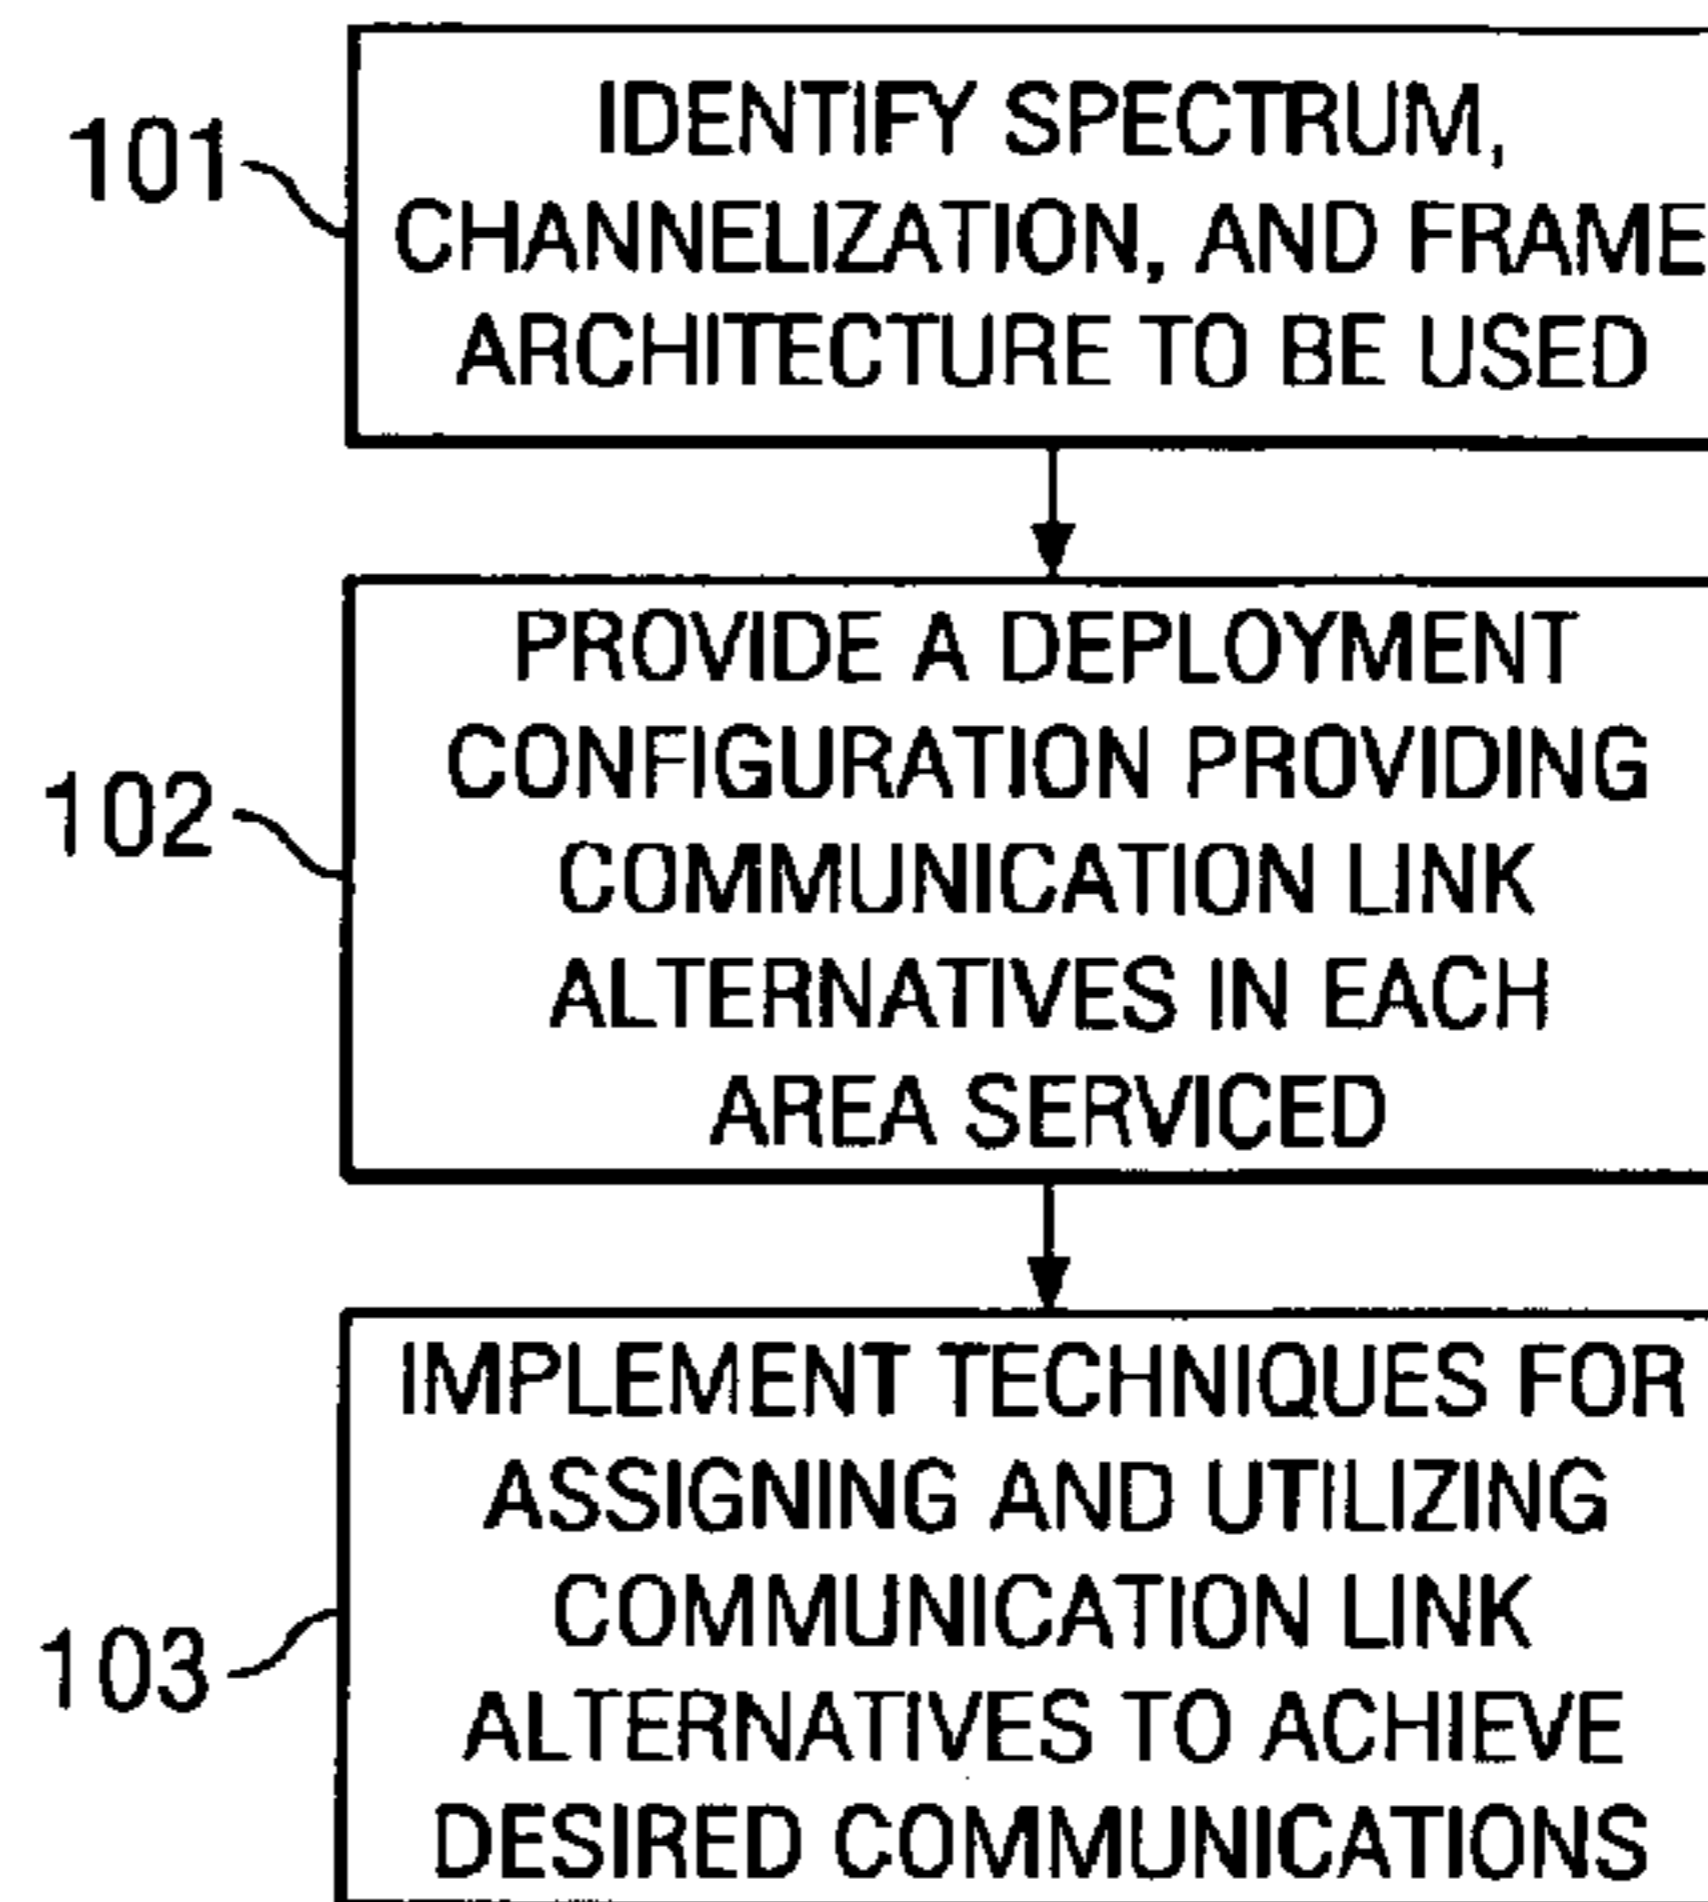 101
IDENTIFY SPECTRUM,
CHANNELIZATION, AND FRAME
ARCHITECTURE TO BE USED
102
PROVIDE A DEPLOYMENT
CONFIGURATION PROVIDING
COMMUNICATION LINK
ALTERNATIVES IN EACH
AREA SERVICED
103
IMPLEMENT TECHNIQUES FOR
ASSIGNING AND UTILIZING
COMMUNICATION LINK
ALTERNATIVES TO ACHIEVE
DESIRED COMMUNICATIONS